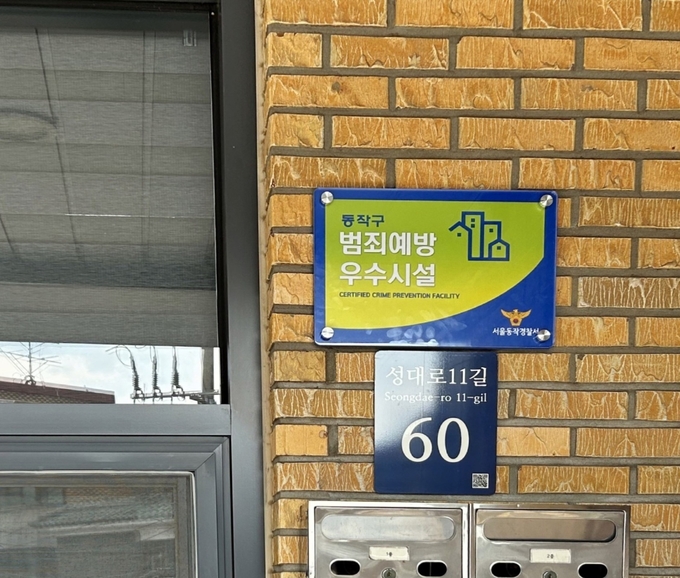 동작구
범죄예방
우수시설
CERTIFIED CRIME PREVENTION FACILITY
서울동작경찰서
성대로11길
Seongdae-ro 11-gil
60